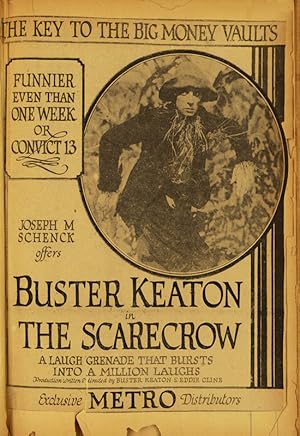 THE KEY TO THE BIG MONEY VAULTS
FUNNIER
EVEN THAN
ONE WEEK
OR
CONVICT 13
JOSEPH M
SCHENCK
offers
BUSTER KEATON
in
THE SCARECROW
A LAUGH GRENADE THAT BURSTS
INTO A MILLION LAUGHS
Production Written & Directed by BUSTER KEATON & EDDIE CLINE
Exclusive METRO Distributors